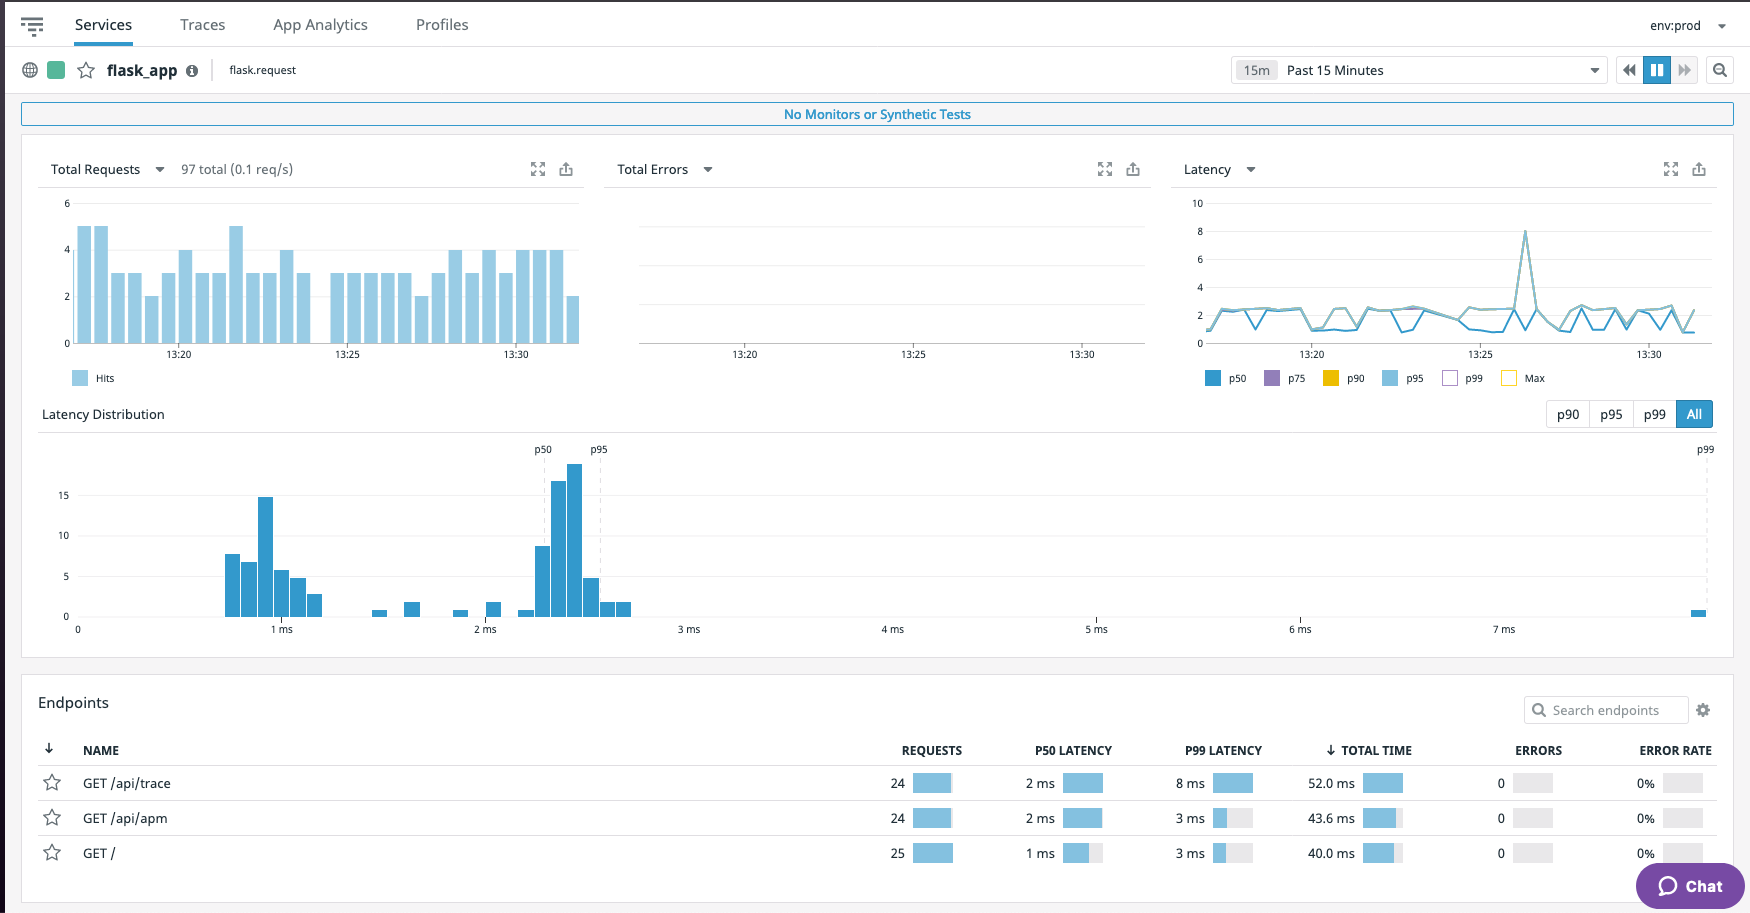 Services Traces App Analytics Profiles env:prod
flask_app flask.request 15m Past 15 Minutes
No Monitors or Synthetic Tests
Total Requests 97 total (0.1 req/s)
6
4
2
0
13:20 13:25 13:30
Hits
Total Errors
13:20 13:25 13:30
Latency
10
8
6
4
2
0
13:20 13:25 13:30
p50 p75 p90 p95 p99 Max
Latency Distribution p90 p95 p99 All
p50 p95 p99
15
10
5
0
0 1 ms 2 ms 3 ms 4 ms 5 ms 6 ms 7 ms
Endpoints Search endpoints
NAME REQUESTS P50 LATENCY P99 LATENCY TOTAL TIME ERRORS ERROR RATE
GET /api/trace 24 2 ms 8 ms 52.0 ms 0 0%
GET /api/apm 24 2 ms 3 ms 43.6 ms 0 0%
GET / 25 1 ms 3 ms 40.0 ms 0 0%
Chat